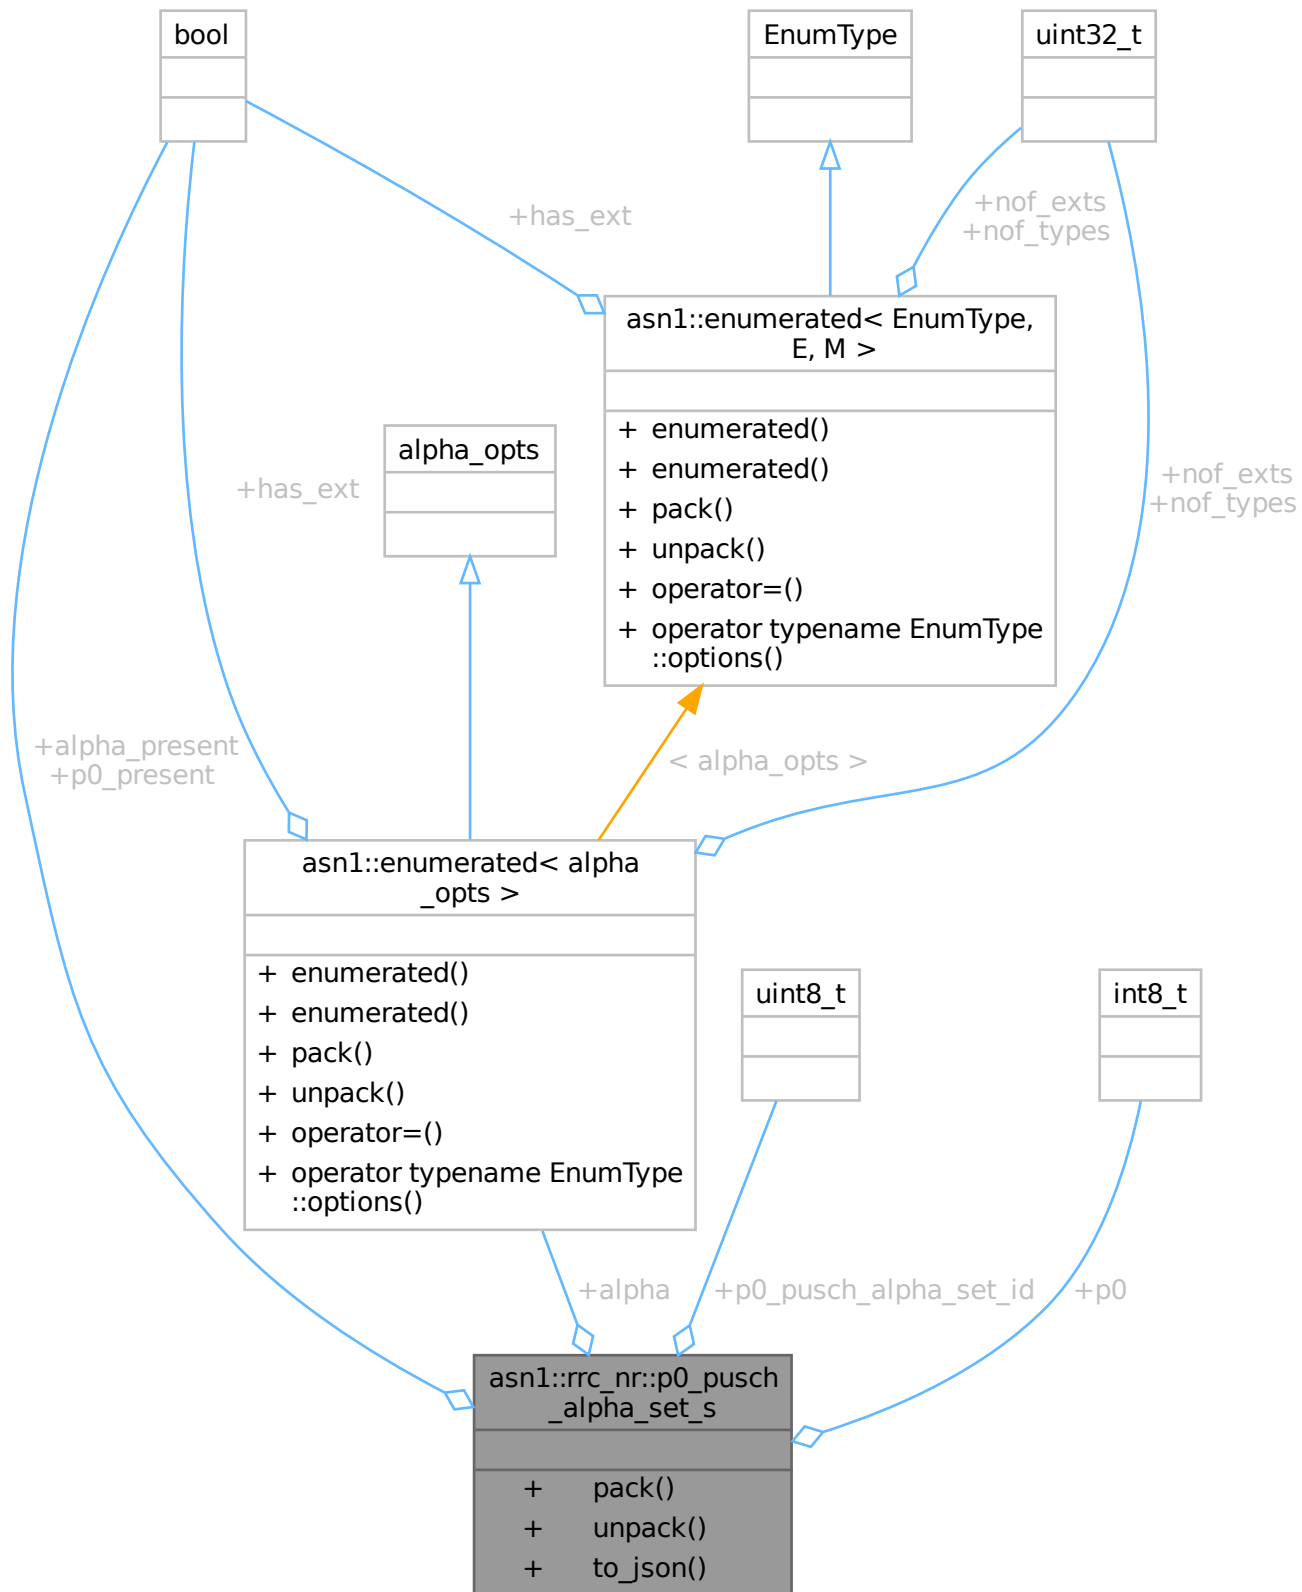 bool
EnumType
uint32_t
+has_ext
+nof_exts
+nof_types
asn1::enumerated< EnumType,
E, M >
+ enumerated()
+ enumerated()
+ pack()
+ unpack()
+ operator=()
+ operator typename EnumType
::options()
alpha_opts
+has_ext
+nof_exts
+nof_types
+alpha_present
+p0_present
< alpha_opts >
asn1::enumerated< alpha
_opts >
+ enumerated()
+ enumerated()
+ pack()
+ unpack()
+ operator=()
+ operator typename EnumType
::options()
uint8_t
int8_t
+alpha
+p0_pusch_alpha_set_id
+p0
asn1::rrc_nr::p0_pusch
_alpha_set_s
+ pack()
+ unpack()
+ to_json()